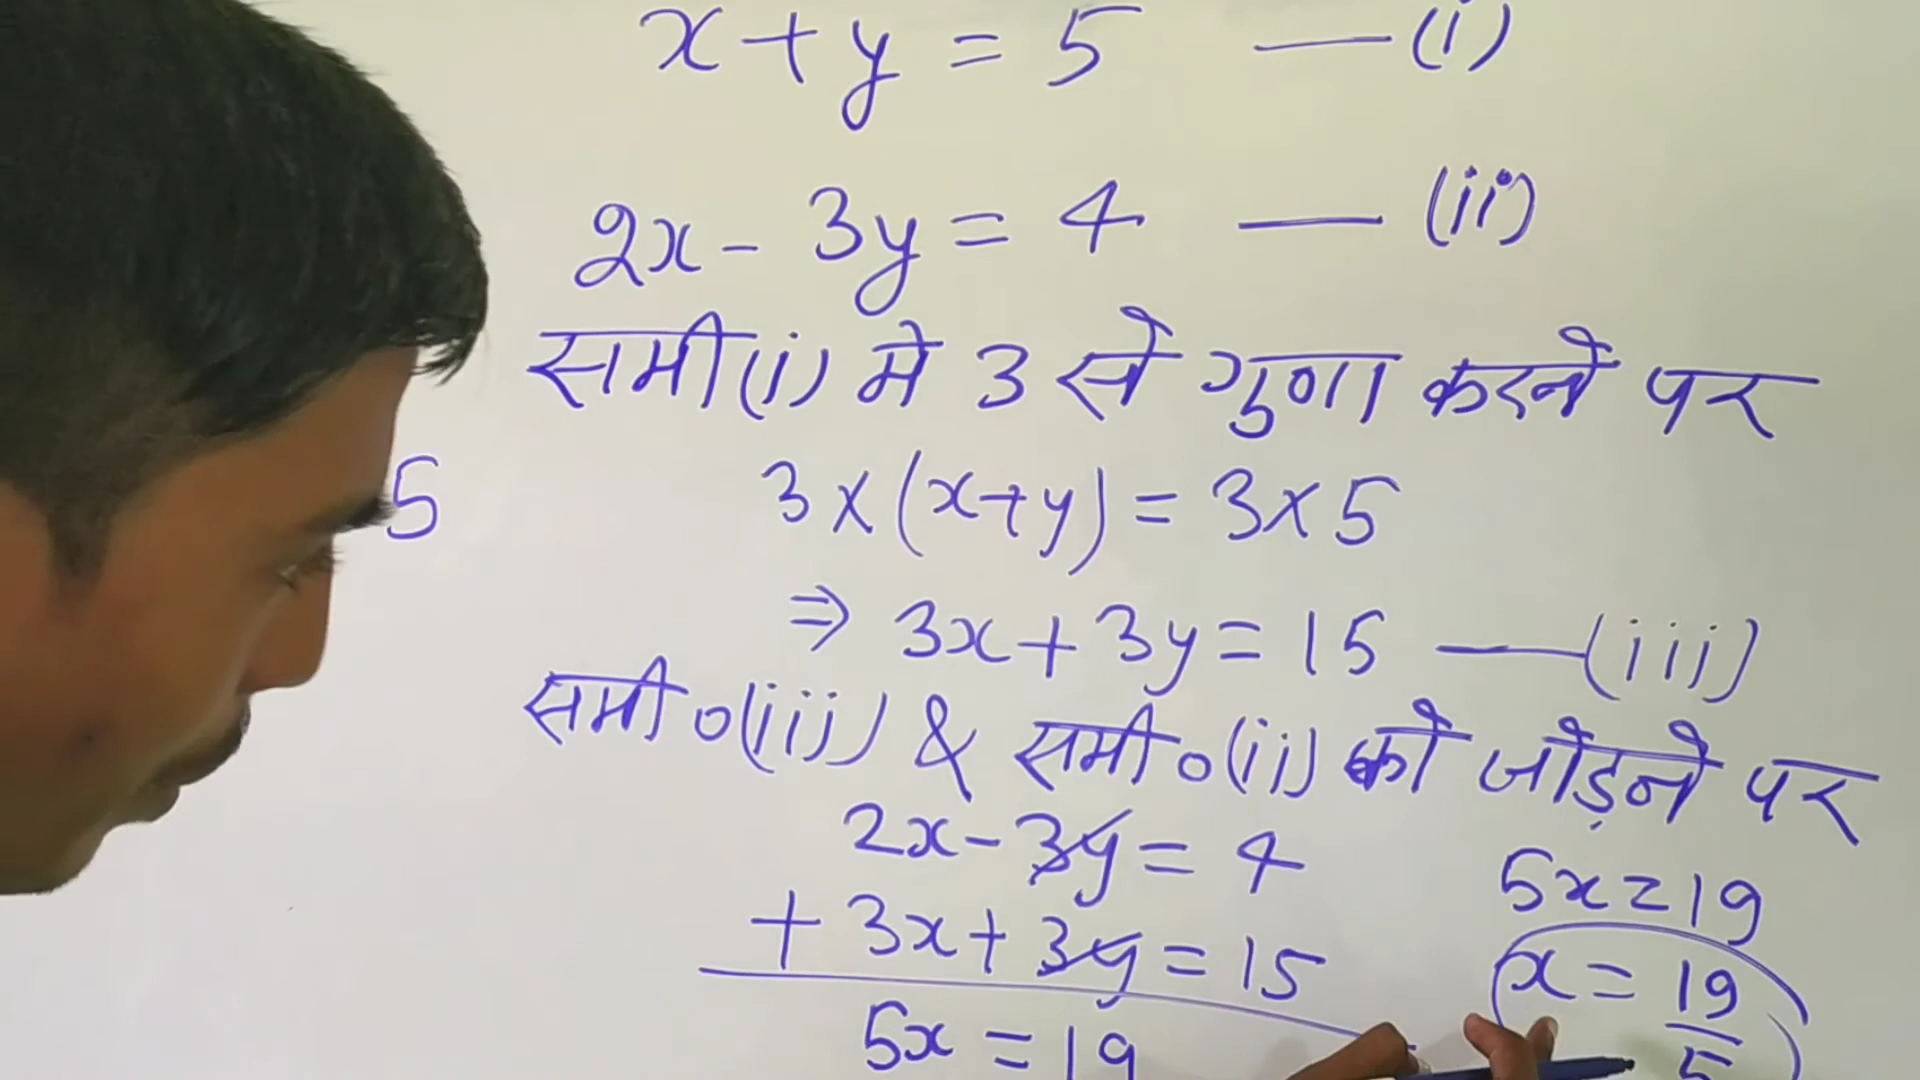 x + y = 5 — (i)
2x - 3y = 4 — (ii)
समी(i) मे 3 से गुणा करने पर
5
3 × (x+y) = 3 × 5
⇒ 3x + 3y = 15 — (iii)
समी०(iii) & समी०(ii) को जोड़ने पर
2x - 3y = 4
+ 3x + 3y = 15
5x = 19
5x = 19
x = 19/5